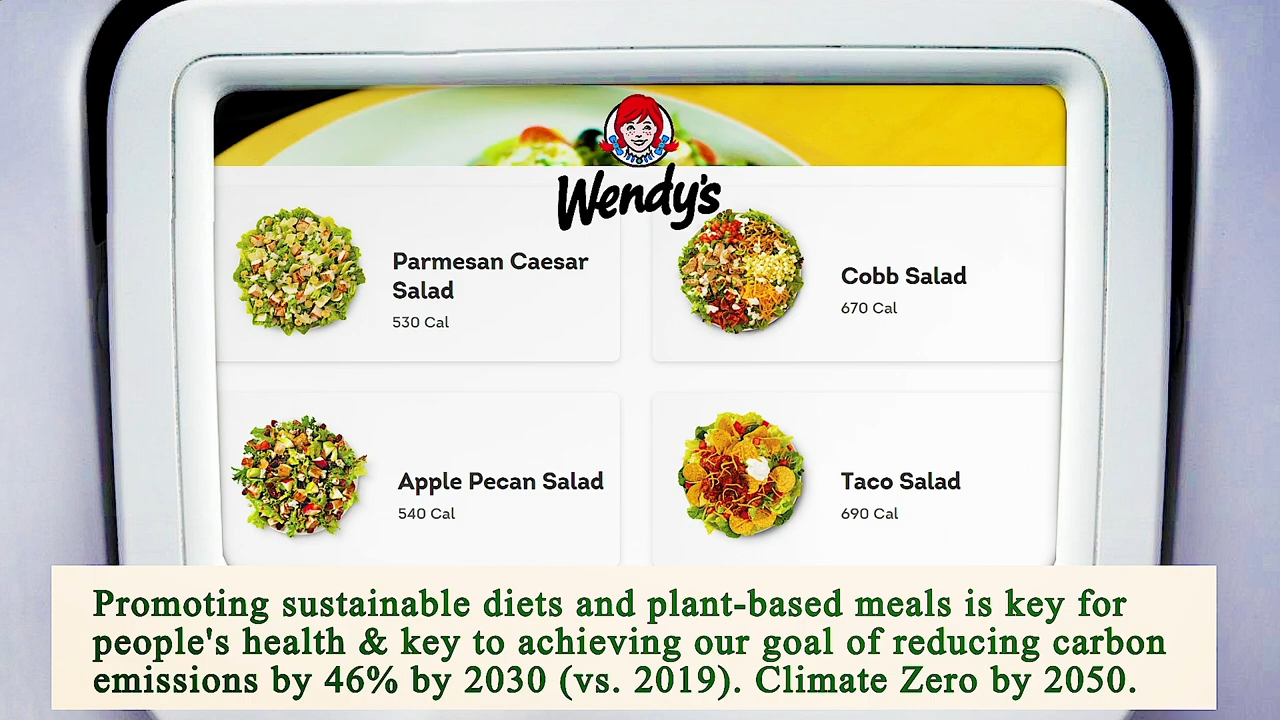 Wendy's
Parmesan Caesar
Salad
530 Cal
Cobb Salad
670 Cal
Apple Pecan Salad
540 Cal
Taco Salad
690 Cal
Promoting sustainable diets and plant-based meals is key for
people's health & key to achieving our goal of reducing carbon
emissions by 46% by 2030 (vs. 2019). Climate Zero by 2050.